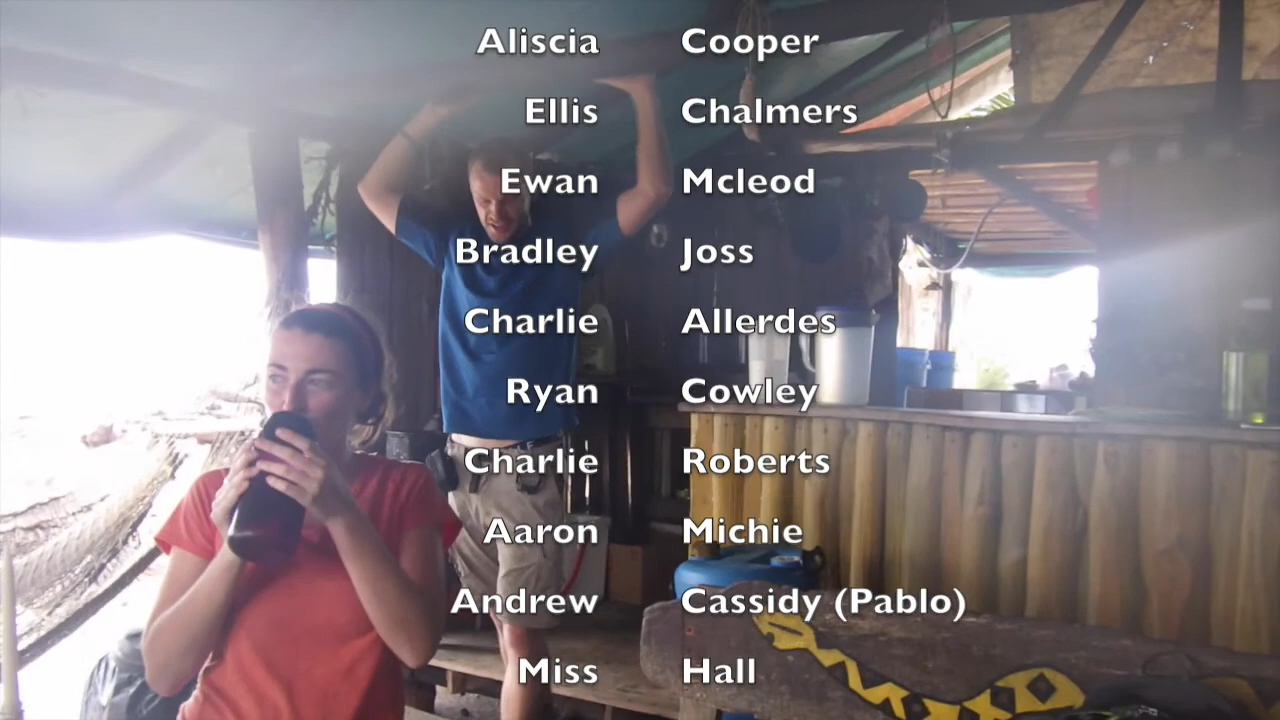 Aliscia Cooper
Ellis Chalmers
Ewan Mcleod
Bradley Joss
Charlie Allerdes
Ryan Cowley
Charlie Roberts
Aaron Michie
Andrew Cassidy (Pablo)
Miss Hall